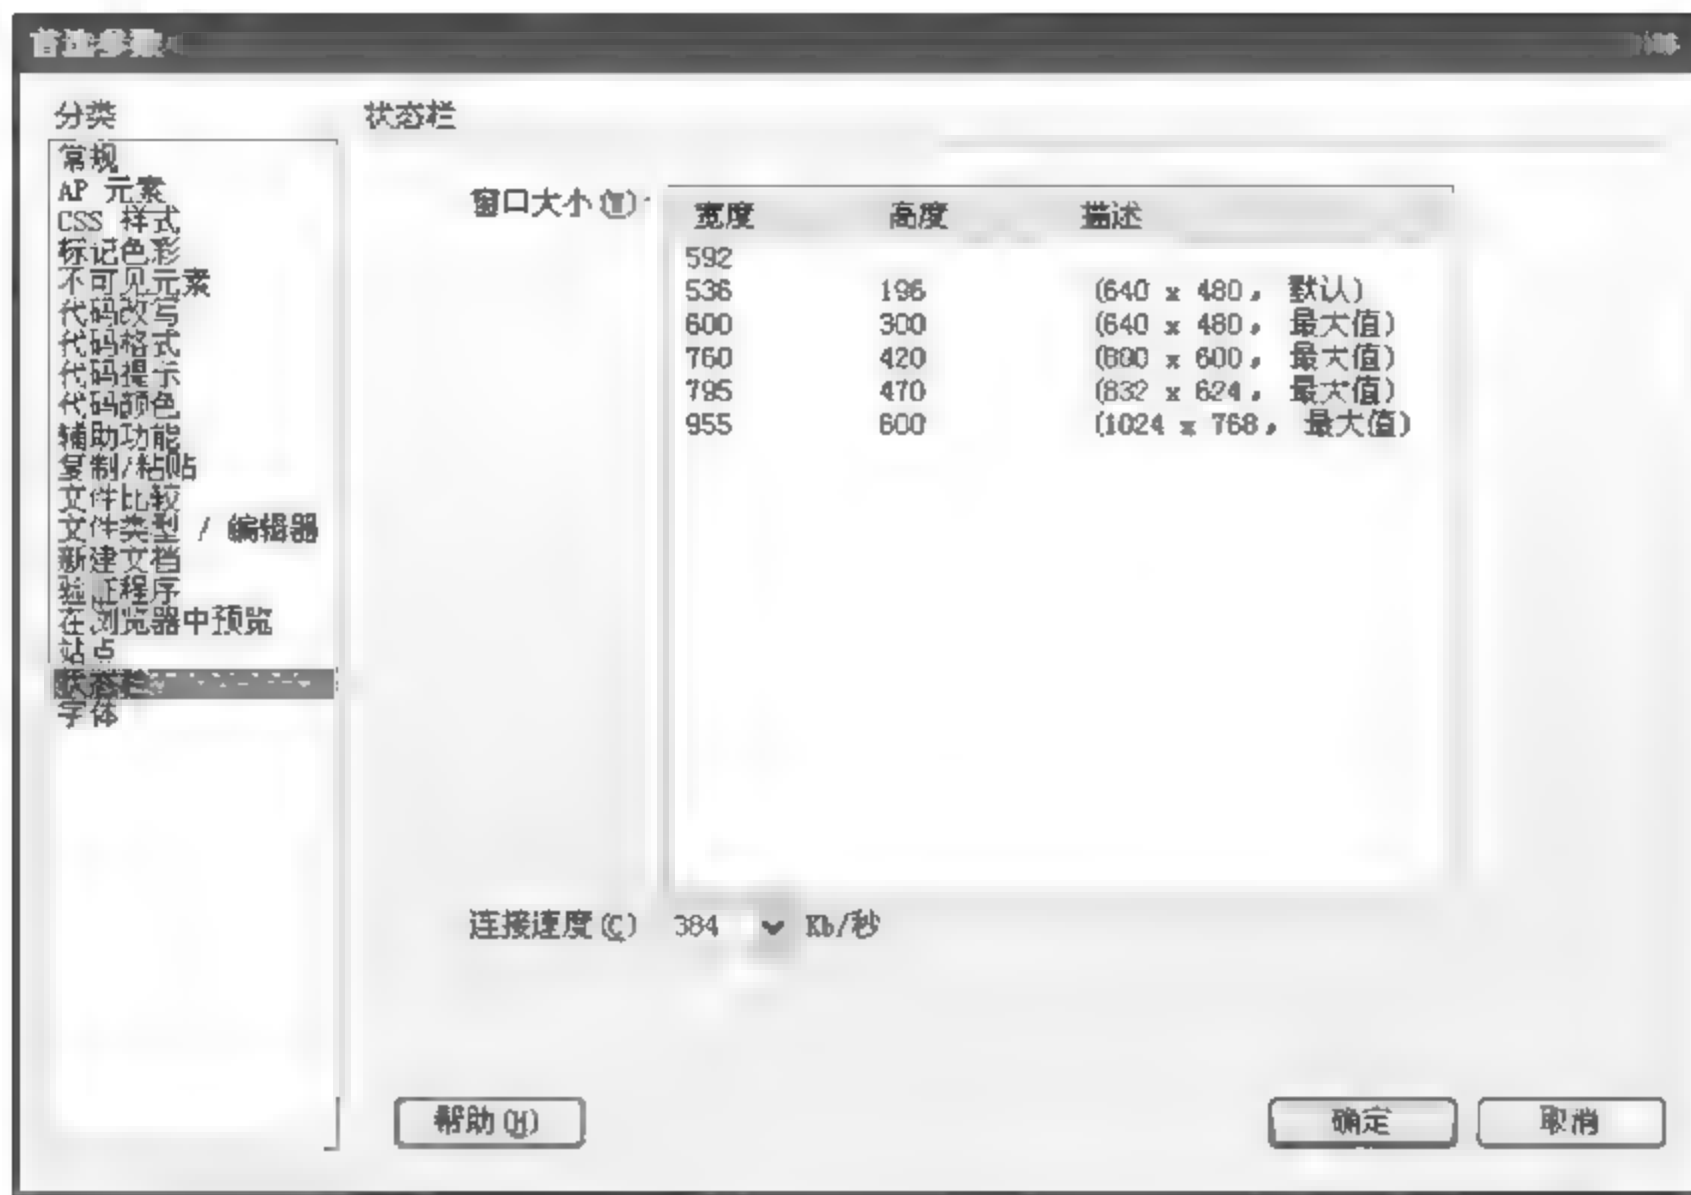 首选参数
分类
常规
AP 元素
CSS 样式
标记色彩
不可见元素
代码改写
代码格式
代码提示
代码颜色
辅助功能
复制/粘贴
文件比较
文件类型 / 编辑器
新建文档
验证程序
在浏览器中预览
站点
状态栏
字体
状态栏
窗口大小(W)
宽度 高度 描述
592
536 196 (640 x 480, 默认)
600 300 (640 x 480, 最大值)
760 420 (800 x 600, 最大值)
795 470 (832 x 624, 最大值)
955 600 (1024 x 768, 最大值)
连接速度(C) 384 Kb/秒
帮助(H) 确定 取消